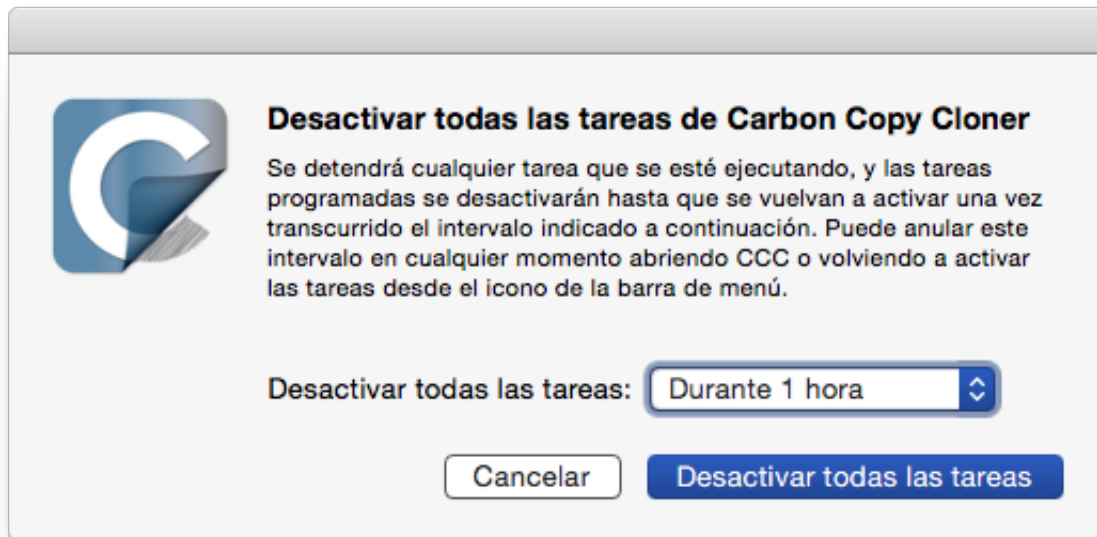 Desactivar todas las tareas de Carbon Copy Cloner
Se detendrá cualquier tarea que se esté ejecutando, y las tareas
programadas se desactivarán hasta que se vuelvan a activar una vez
transcurrido el intervalo indicado a continuación. Puede anular este
intervalo en cualquier momento abriendo CCC o volviendo a activar
las tareas desde el icono de la barra de menú.
Desactivar todas las tareas: Durante 1 hora
Cancelar Desactivar todas las tareas